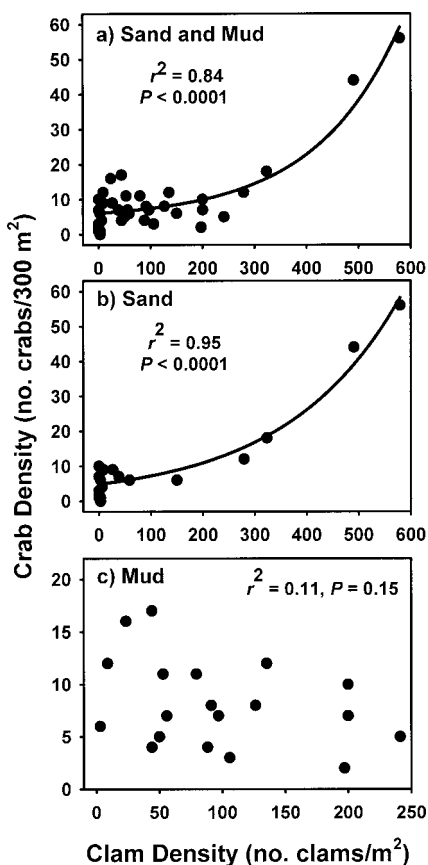 a) Sand and Mud
r² = 0.84
P < 0.0001
60
50
40
30
20
10
0
0 100 200 300 400 500 600
b) Sand
r² = 0.95
P < 0.0001
60
50
40
30
20
10
0
0 100 200 300 400 500 600
c) Mud
r² = 0.11, P = 0.15
20
15
10
5
0
0 50 100 150 200 250
Crab Density (no. crabs/300 m²)
Clam Density (no. clams/m²)